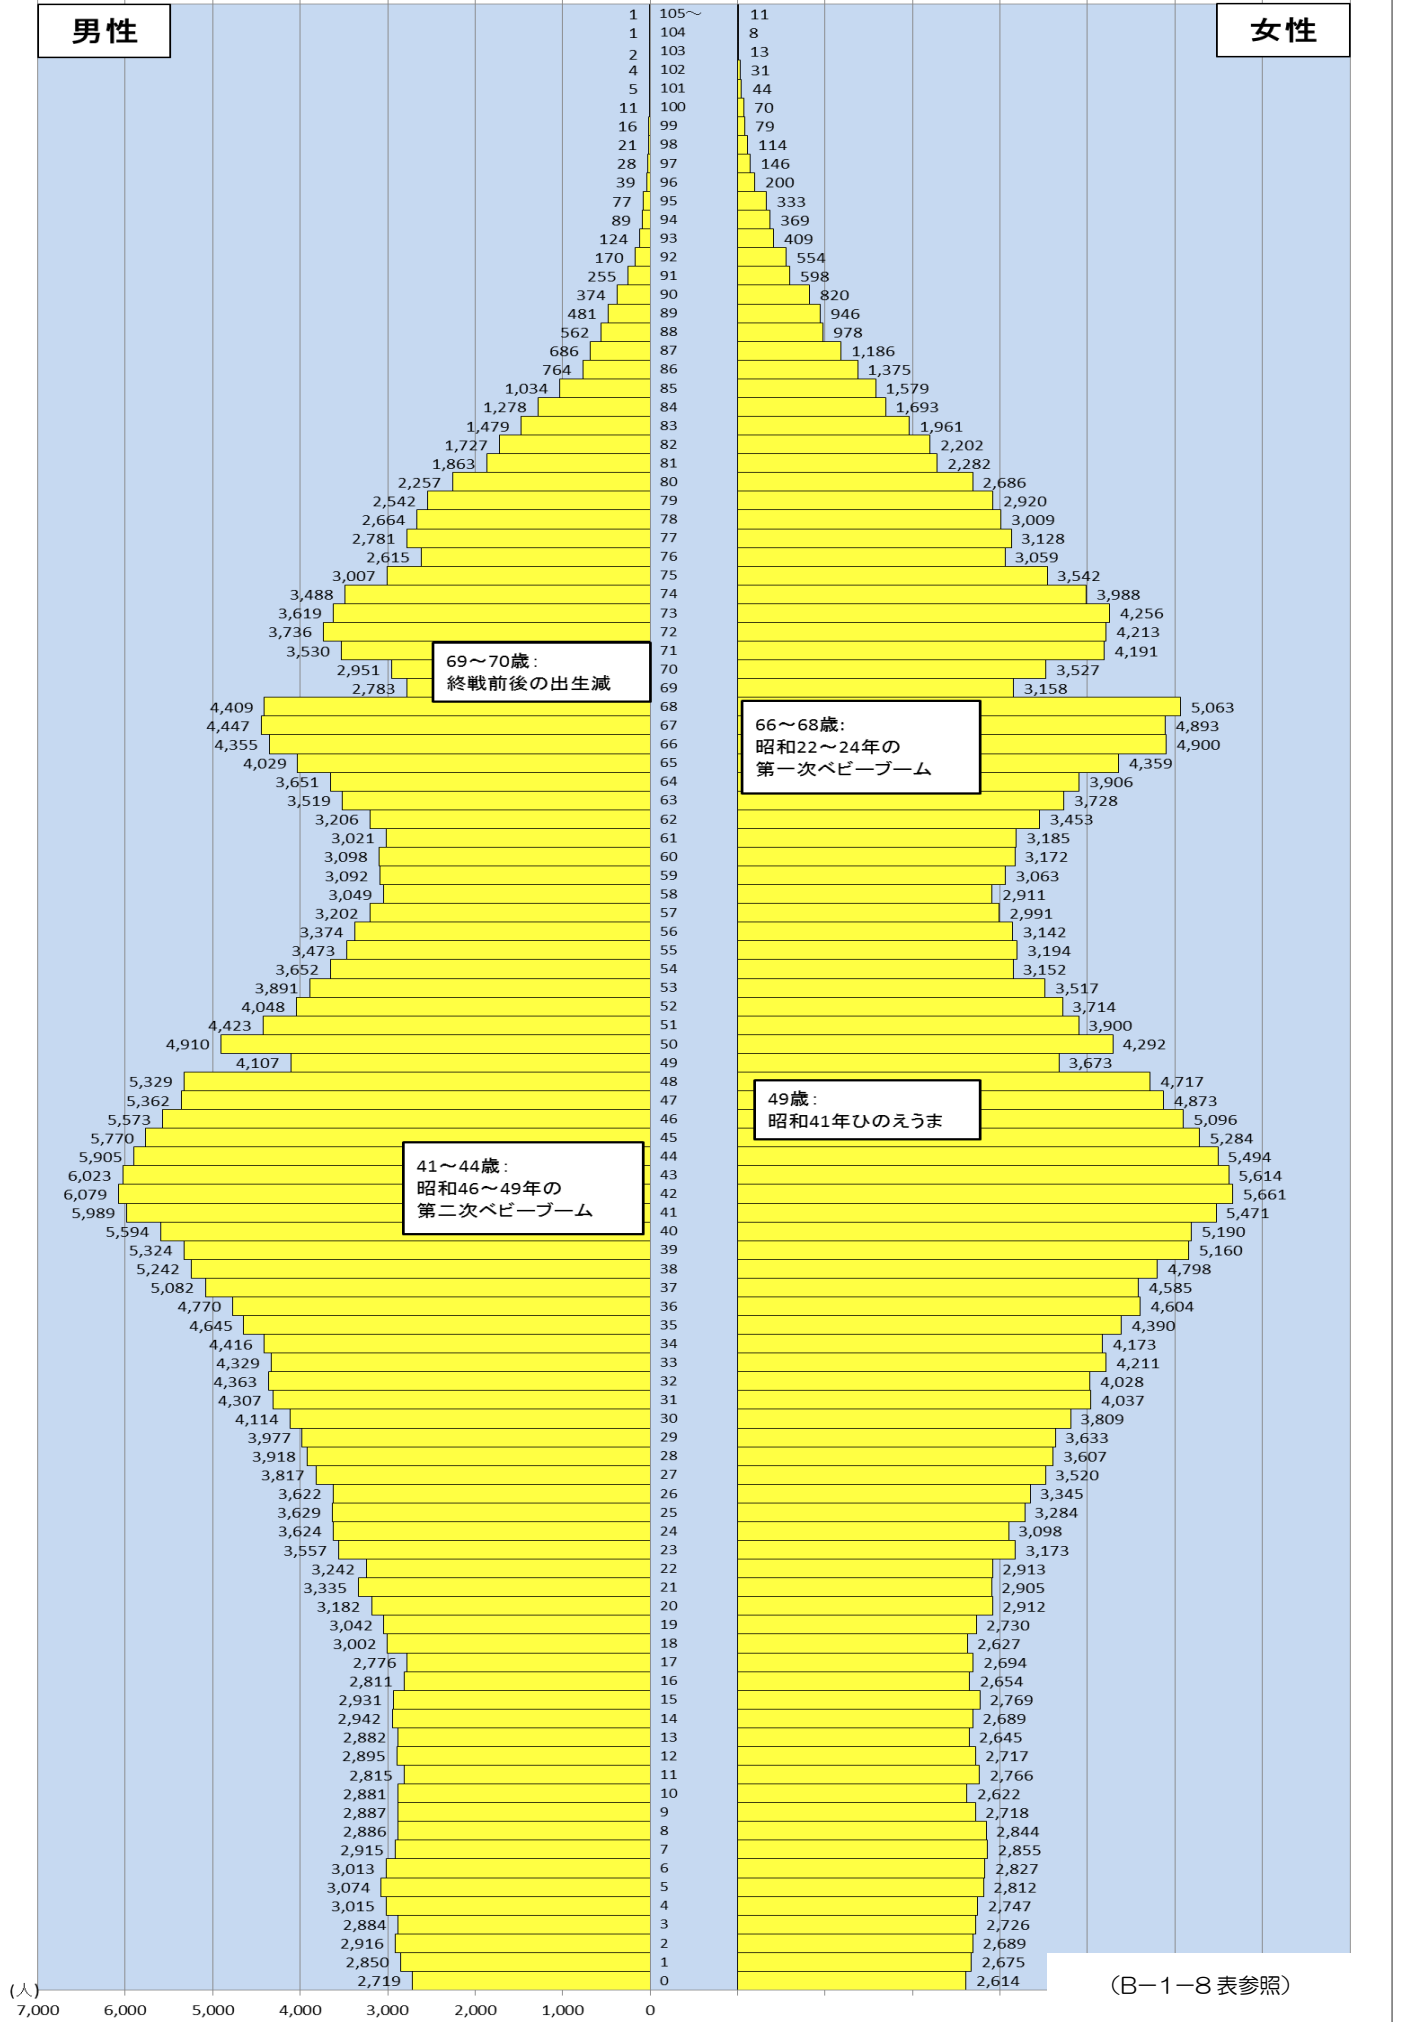 男性
女性
1 105～ 11
1 104 8
2 103 13
4 102 31
5 101 44
11 100 70
16 99 79
21 98 114
28 97 146
39 96 200
77 95 333
89 94 369
124 93 409
170 92 554
255 91 598
374 90 820
481 89 946
562 88 978
686 87 1,186
764 86 1,375
1,034 85 1,579
1,278 84 1,693
1,479 83 1,961
1,727 82 2,202
1,863 81 2,282
2,257 80 2,686
2,542 79 2,920
2,664 78 3,009
2,781 77 3,128
2,615 76 3,059
3,007 75 3,542
3,488 74 3,988
3,619 73 4,256
3,736 72 4,213
3,530 71 4,191
2,951 70 3,527
2,783 69 3,158
69～70歳：
終戦前後の出生減
4,409 68 5,063
4,447 67 4,893
4,355 66 4,900
4,029 65 4,359
3,651 64 3,906
66～68歳：
昭和22～24年の
第一次ベビーブーム
3,519 63 3,728
3,206 62 3,453
3,021 61 3,185
3,098 60 3,172
3,092 59 3,063
3,049 58 2,911
3,202 57 2,991
3,374 56 3,142
3,473 55 3,194
3,652 54 3,152
3,891 53 3,517
4,048 52 3,714
4,423 51 3,900
4,910 50 4,292
4,107 49 3,673
5,329 48 4,717
5,362 47 4,873
5,573 46 5,096
5,770 45 5,284
49歳：
昭和41年ひのえうま
5,905 44 5,494
6,023 43 5,614
6,079 42 5,661
5,989 41 5,471
41～44歳：
昭和46～49年の
第二次ベビーブーム
5,594 40 5,190
5,324 39 5,160
5,242 38 4,798
5,082 37 4,585
4,770 36 4,604
4,645 35 4,390
4,416 34 4,173
4,329 33 4,211
4,363 32 4,028
4,307 31 4,037
4,114 30 3,809
3,977 29 3,633
3,918 28 3,607
3,817 27 3,520
3,622 26 3,345
3,629 25 3,284
3,624 24 3,098
3,557 23 3,173
3,242 22 2,913
3,335 21 2,905
3,182 20 2,912
3,042 19 2,730
3,002 18 2,627
2,776 17 2,694
2,811 16 2,654
2,931 15 2,769
2,942 14 2,689
2,882 13 2,645
2,895 12 2,717
2,815 11 2,766
2,881 10 2,622
2,887 9 2,718
2,886 8 2,844
2,915 7 2,855
3,013 6 2,827
3,074 5 2,812
3,015 4 2,747
2,884 3 2,726
2,916 2 2,689
2,850 1 2,675
2,719 0 2,614
（B－1－8 表参照）
(人)
7,000 6,000 5,000 4,000 3,000 2,000 1,000 0